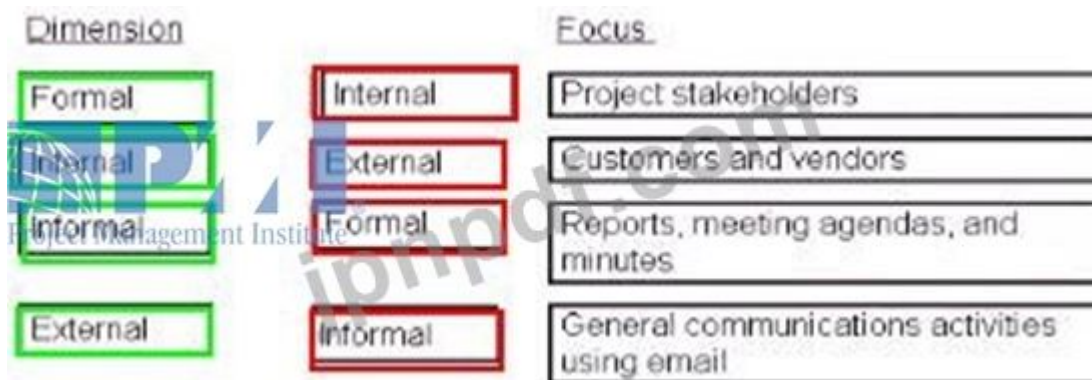 Dimension Focus
Formal Internal Project stakeholders
Internal External Customers and vendors
Informal Formal Reports, meeting agendas, and
minutes
Project Management Institute
External Informal General communications activities
using email
PMI
ipnpdf.com